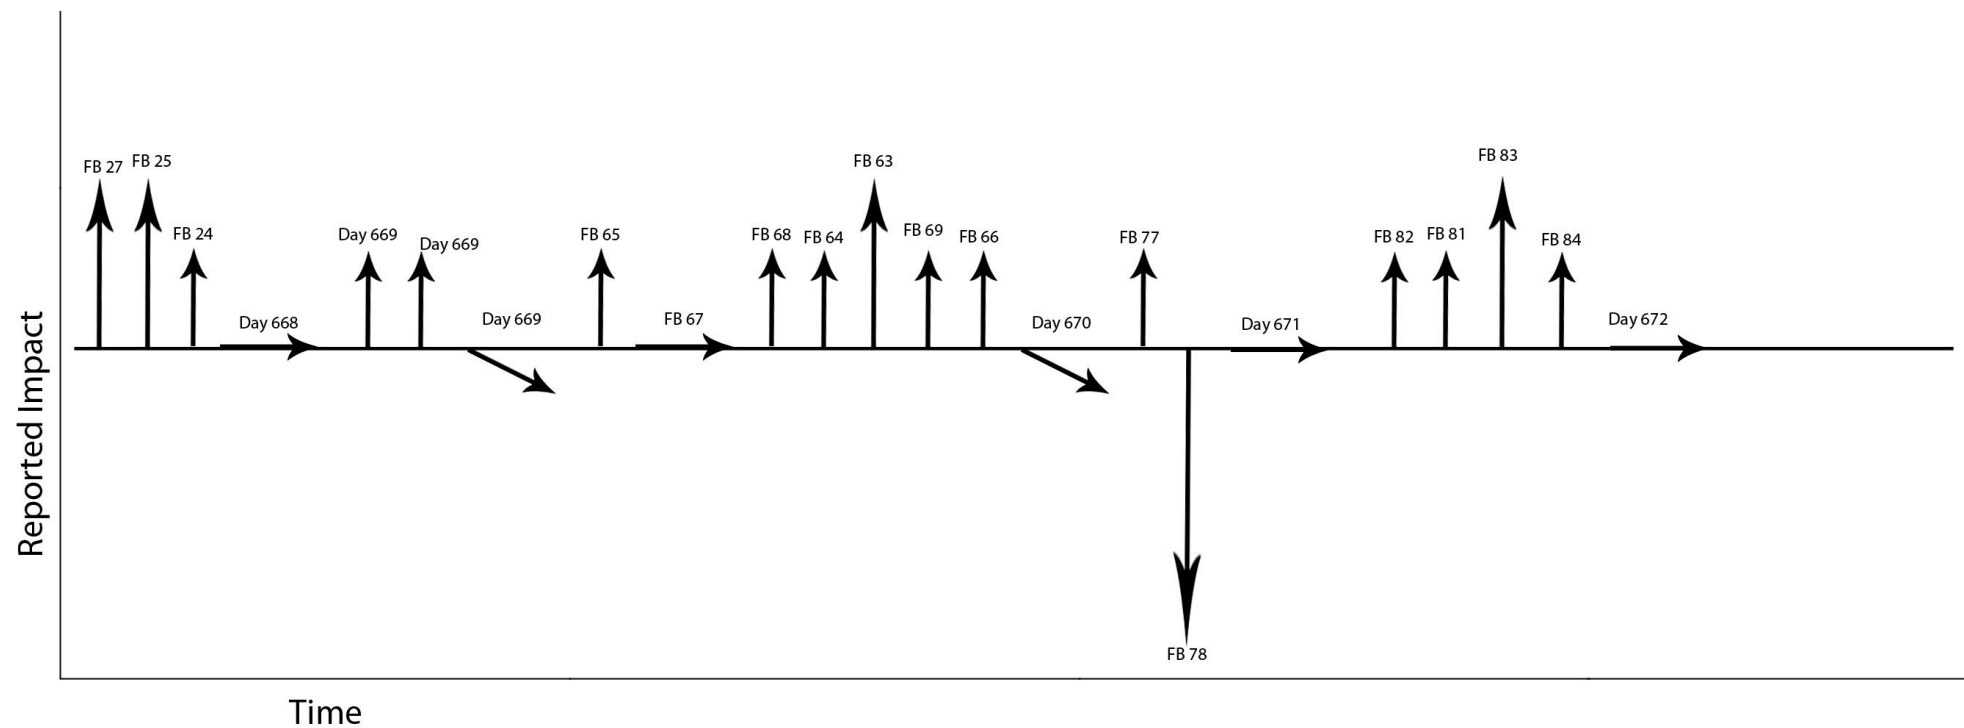 FB 27
FB 25
FB 24
Day 668
Day 669
Day 669
Day 669
FB 65
FB 67
FB 68
FB 64
FB 63
FB 69
FB 66
Day 670
FB 77
FB 78
Day 671
FB 82
FB 81
FB 83
FB 84
Day 672
Reported Impact
Time